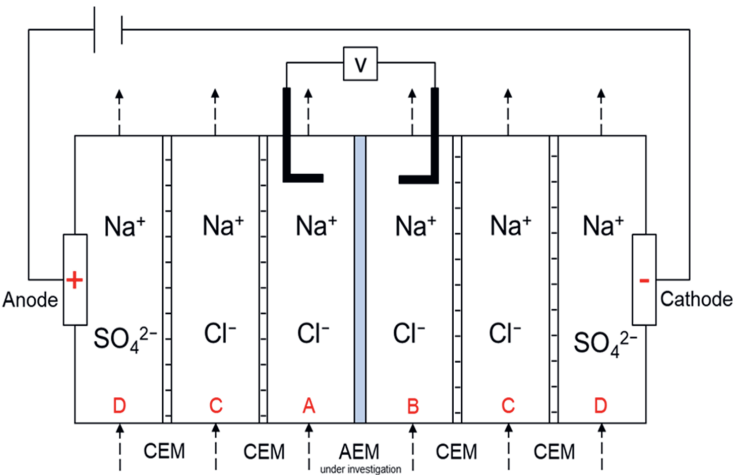 V
Na⁺ Na⁺ Na⁺ Na⁺ Na⁺ Na⁺
+ -
Anode Cathode
SO₄²⁻ Cl⁻ Cl⁻ Cl⁻ Cl⁻ SO₄²⁻
D C A B C D
CEM CEM AEM CEM CEM
under investigation